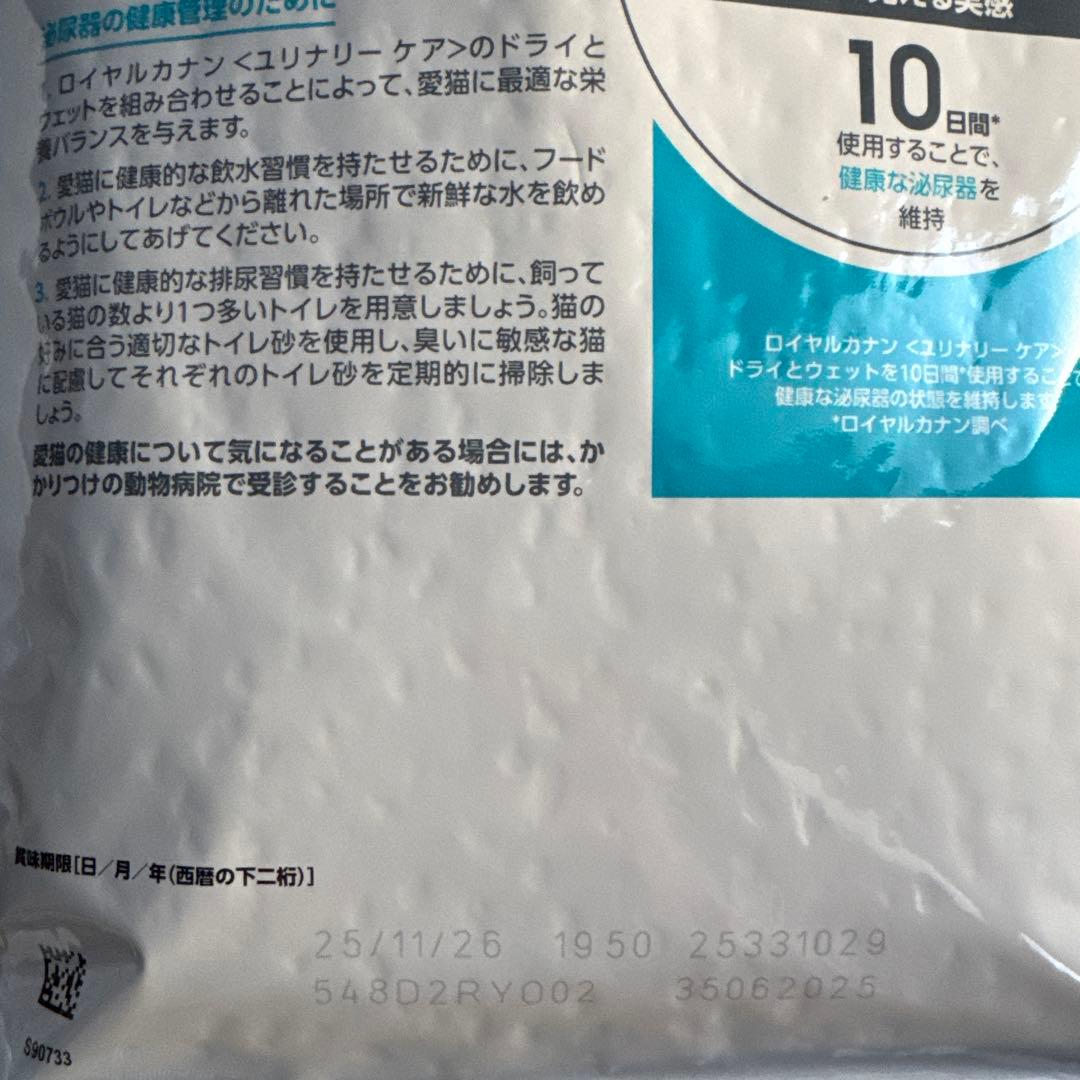 泌尿器の健康管理のために
1. ロイヤルカナン<ユリナリー ケア>のドライと
ウェットを組み合わせることによって、愛猫に最適な栄
養バランスを与えます。
2. 愛猫に健康的な飲水習慣を持たせるために、フード
ボウルやトイレなどから離れた場所で新鮮な水を飲め
るようにしてあげてください。
3. 愛猫に健康的な排尿習慣を持たせるために、飼って
いる猫の数より1つ多いトイレを用意しましょう。猫の
好みに合う適切なトイレ砂を使用し、臭いに敏感な猫
に配慮してそれぞれのトイレ砂を定期的に掃除しま
しょう。
愛猫の健康について気になることがある場合には、か
かりつけの動物病院で受診することをお勧めします。
実感
10日間*
使用することで、
健康な泌尿器を
維持
ロイヤルカナン <ユリナリー ケア>
ドライとウェットを10日間*使用することで
健康な泌尿器の状態を維持します
*ロイヤルカナン調べ
賞味期限[日/月/年(西暦の下二桁)]
25/11/26 1950 25331029
548D2RYO02 35062025
S90733